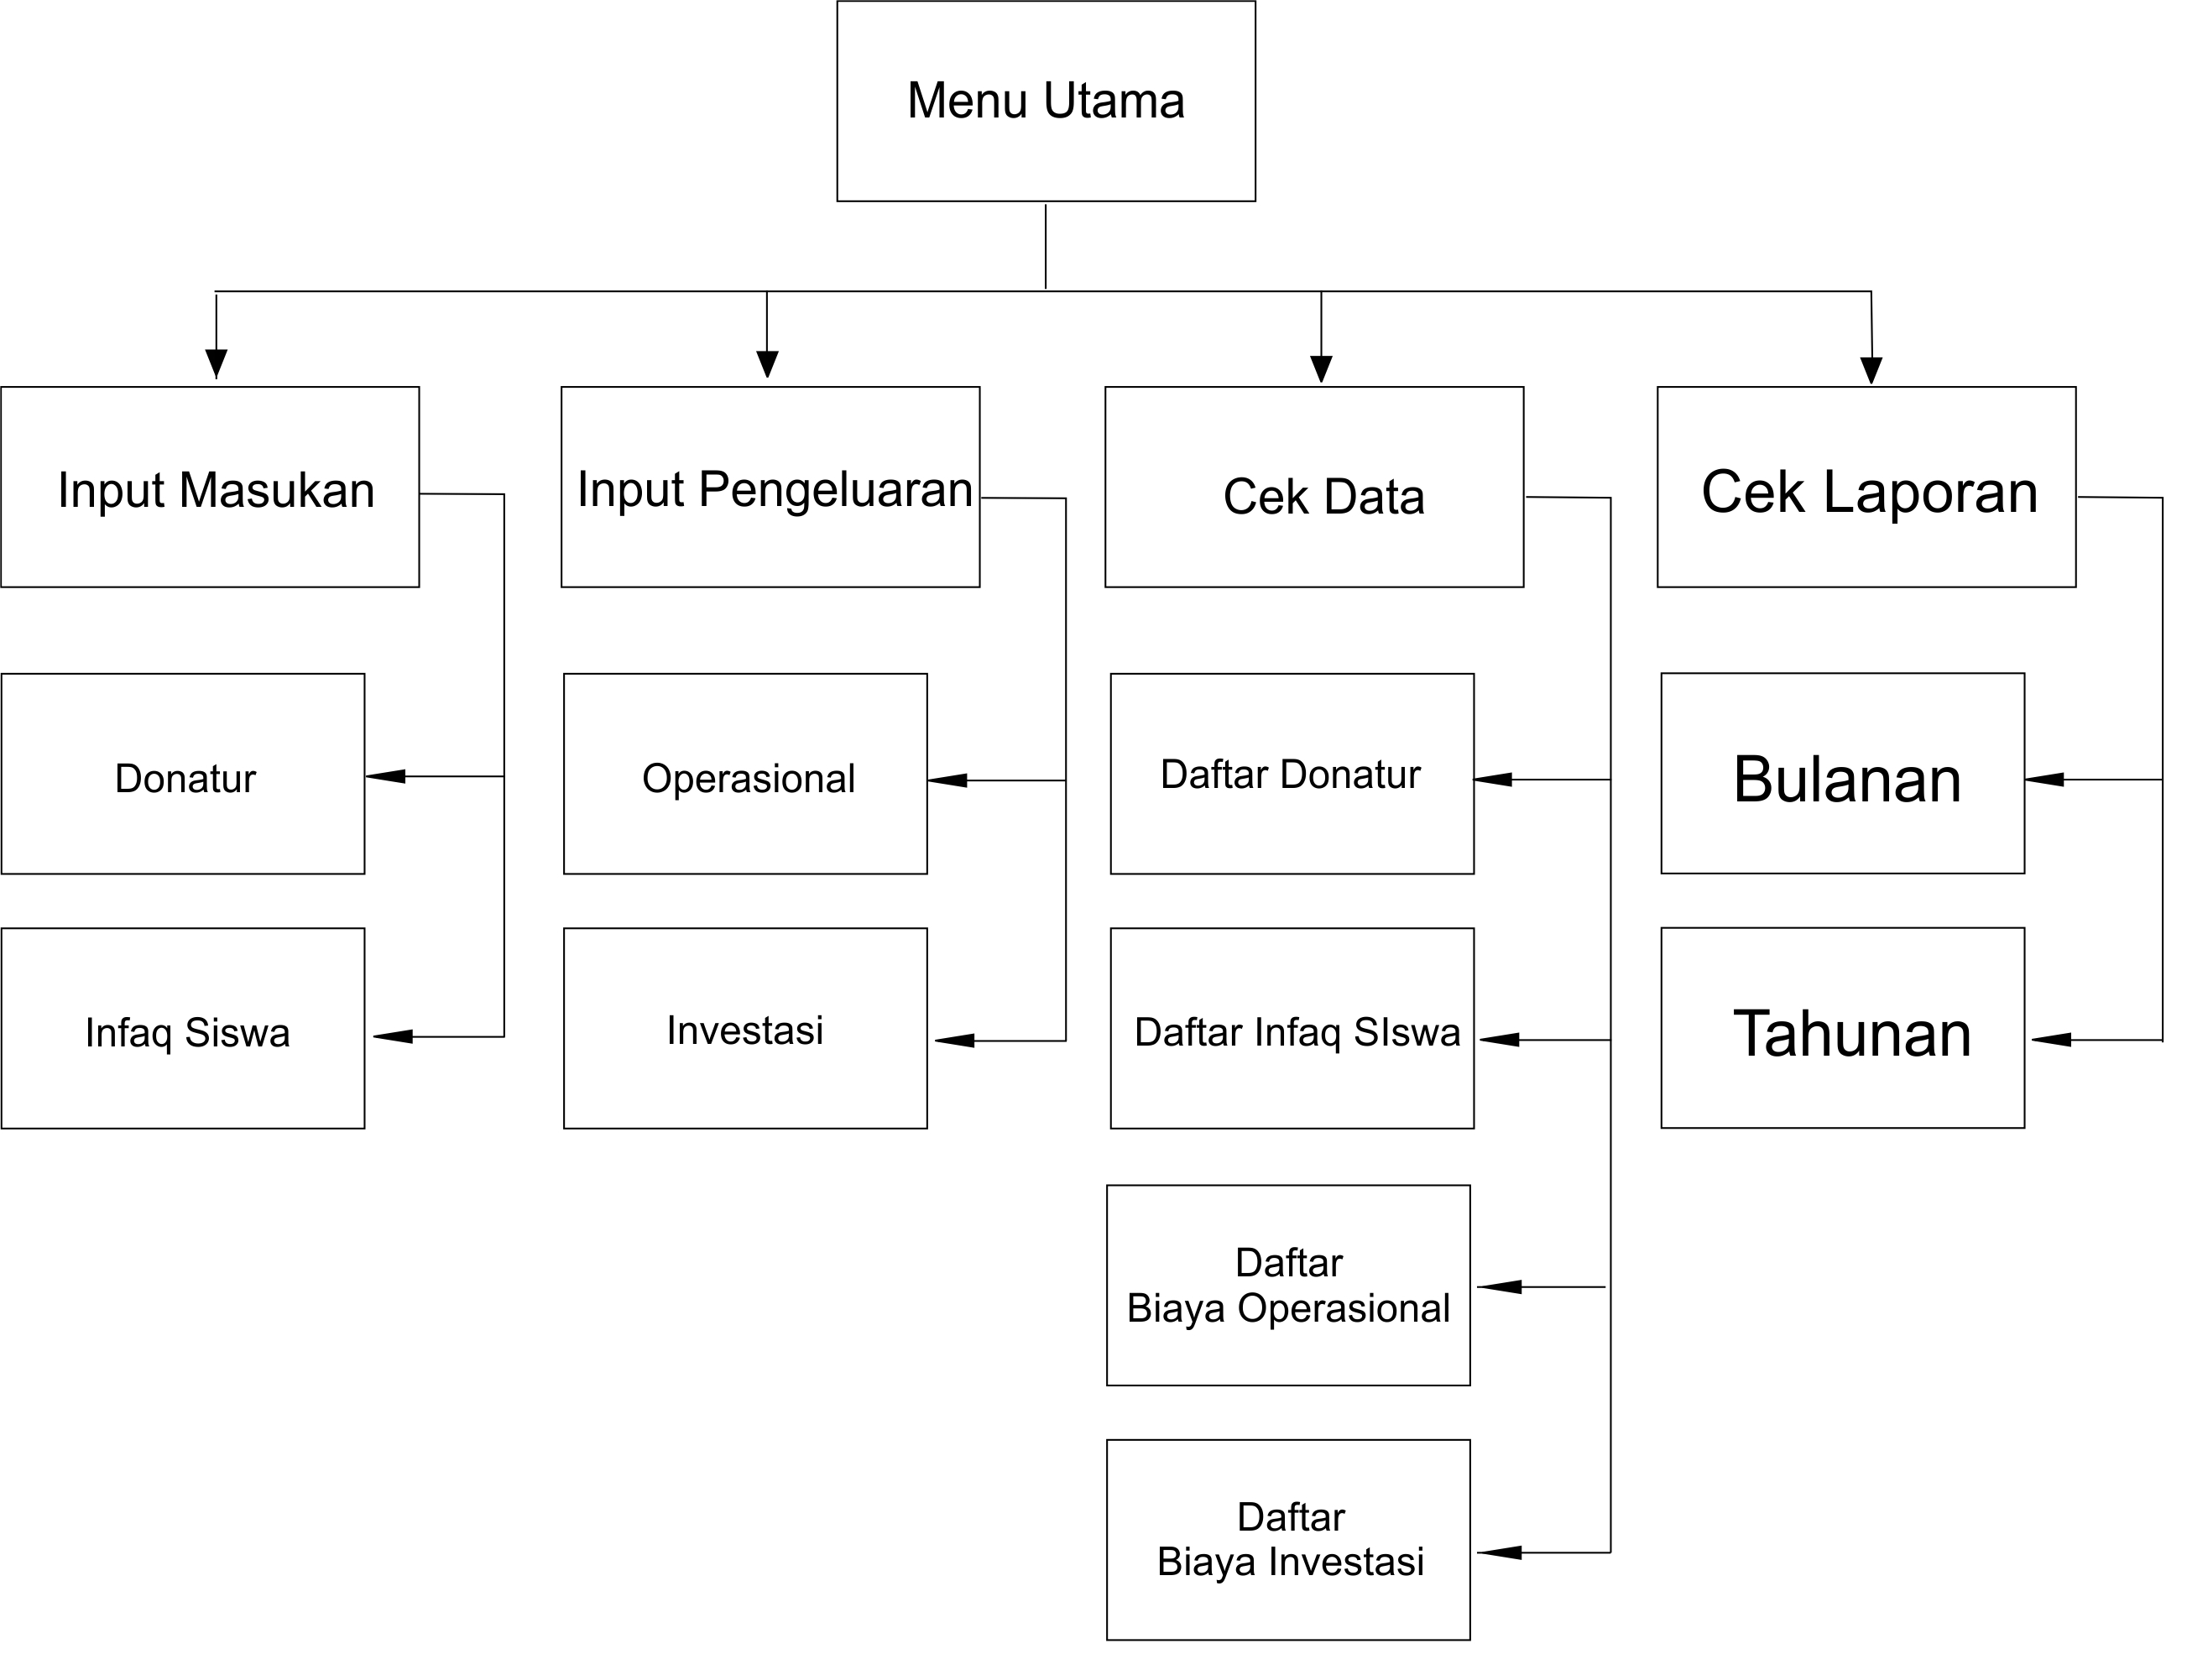 Menu Utama
Input Masukan
Input Pengeluaran
Cek Data
Cek Laporan
Donatur
Operasional
Daftar Donatur
Bulanan
Infaq Siswa
Investasi
Daftar Infaq SIswa
Tahunan
Daftar
Biaya Operasional
Daftar
Biaya Investasi